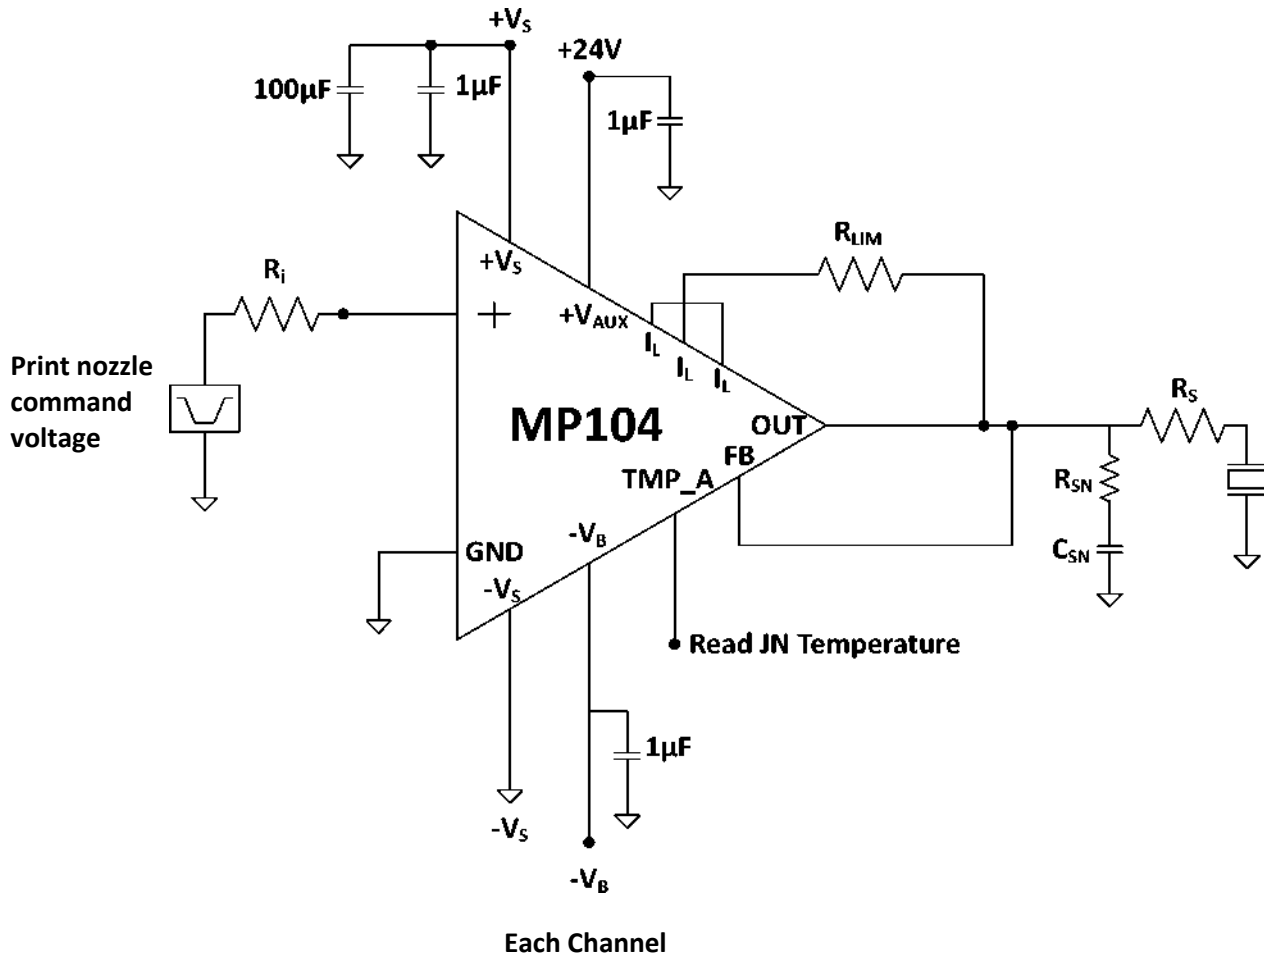 +VS
+24V
100µF
1µF
1µF
RLIM
Ri
+VS
+VAUX
IL
IL
IL
Print nozzle
command
voltage
MP104
OUT
RS
FB
TMP_A
RSN
-VB
GND
CSN
-VS
Read JN Temperature
1µF
-VS
-VB
Each Channel